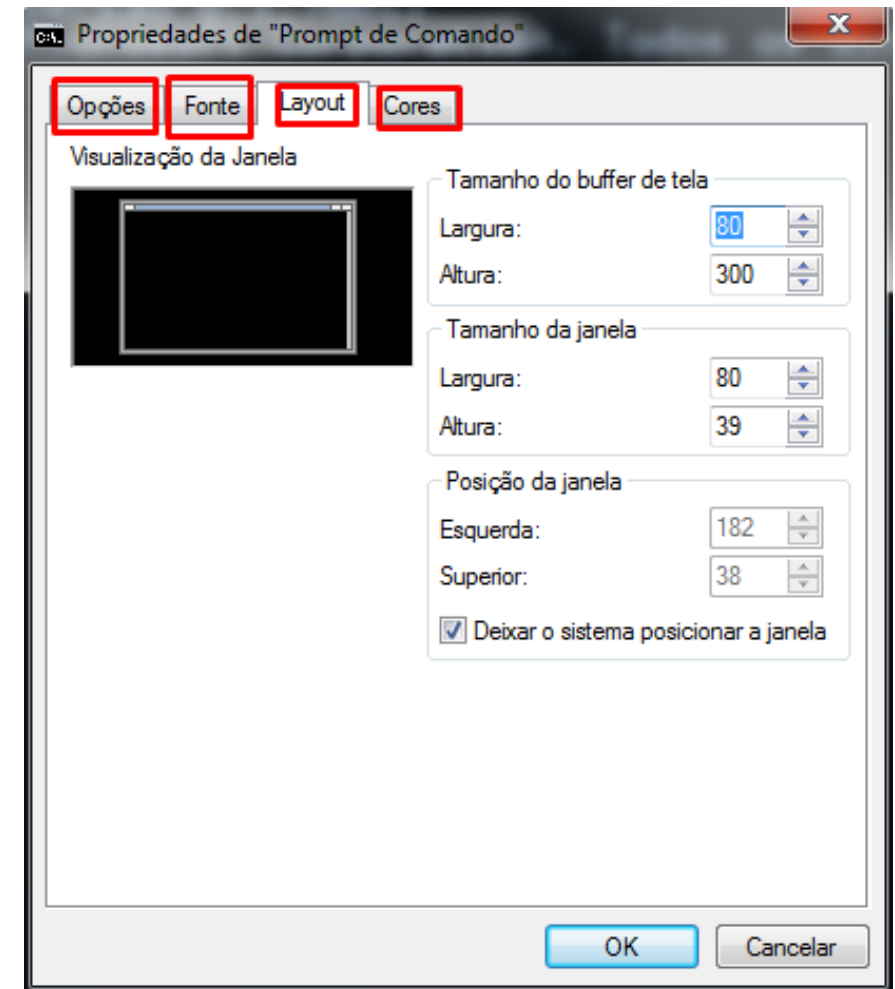 C:\.
Propriedades de "Prompt de Comando"
Todos
X
Opções Fonte Layout Cores
Visualização da Janela
Tamanho do buffer de tela
Largura: 80
Altura: 300
Tamanho da janela
Largura: 80
Altura: 39
Posição da janela
Esquerda: 182
Superior: 38
Deixar o sistema posicionar a janela
OK Cancelar